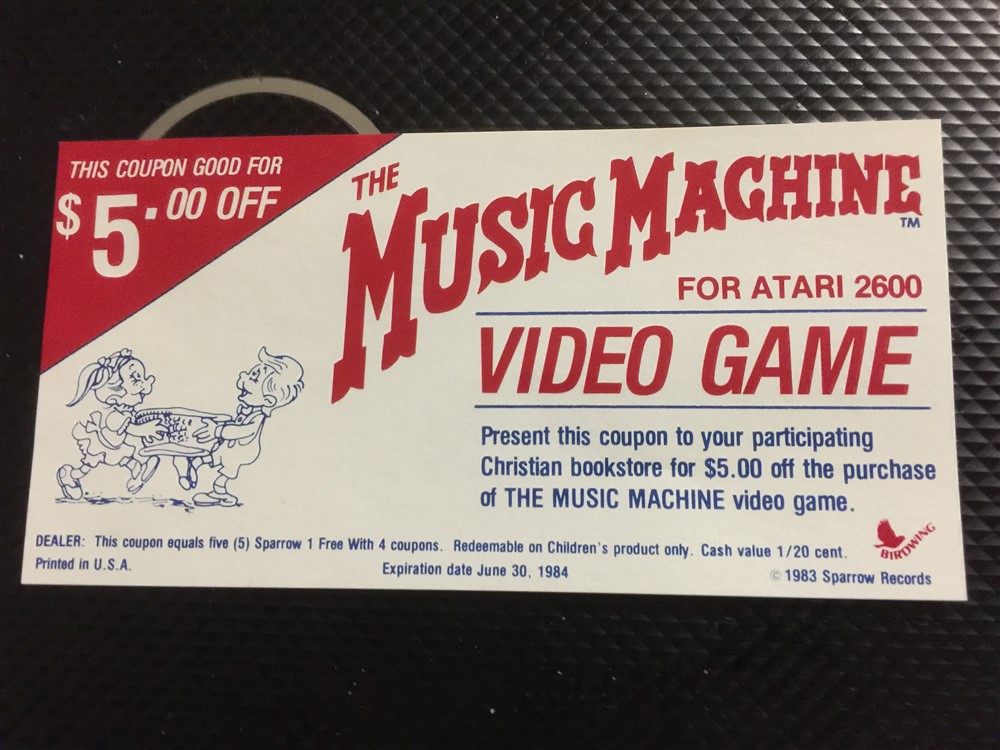 THIS COUPON GOOD FOR
$5.00 OFF
THE
MUSIC MACHINE
TM
FOR ATARI 2600
VIDEO GAME
Present this coupon to your participating
Christian bookstore for $5.00 off the purchase
of THE MUSIC MACHINE video game.
BIRDWING
DEALER: This coupon equals five (5) Sparrow 1 Free With 4 coupons. Redeemable on Children's product only. Cash value 1/20 cent.
Printed in U.S.A.
Expiration date June 30, 1984
© 1983 Sparrow Records